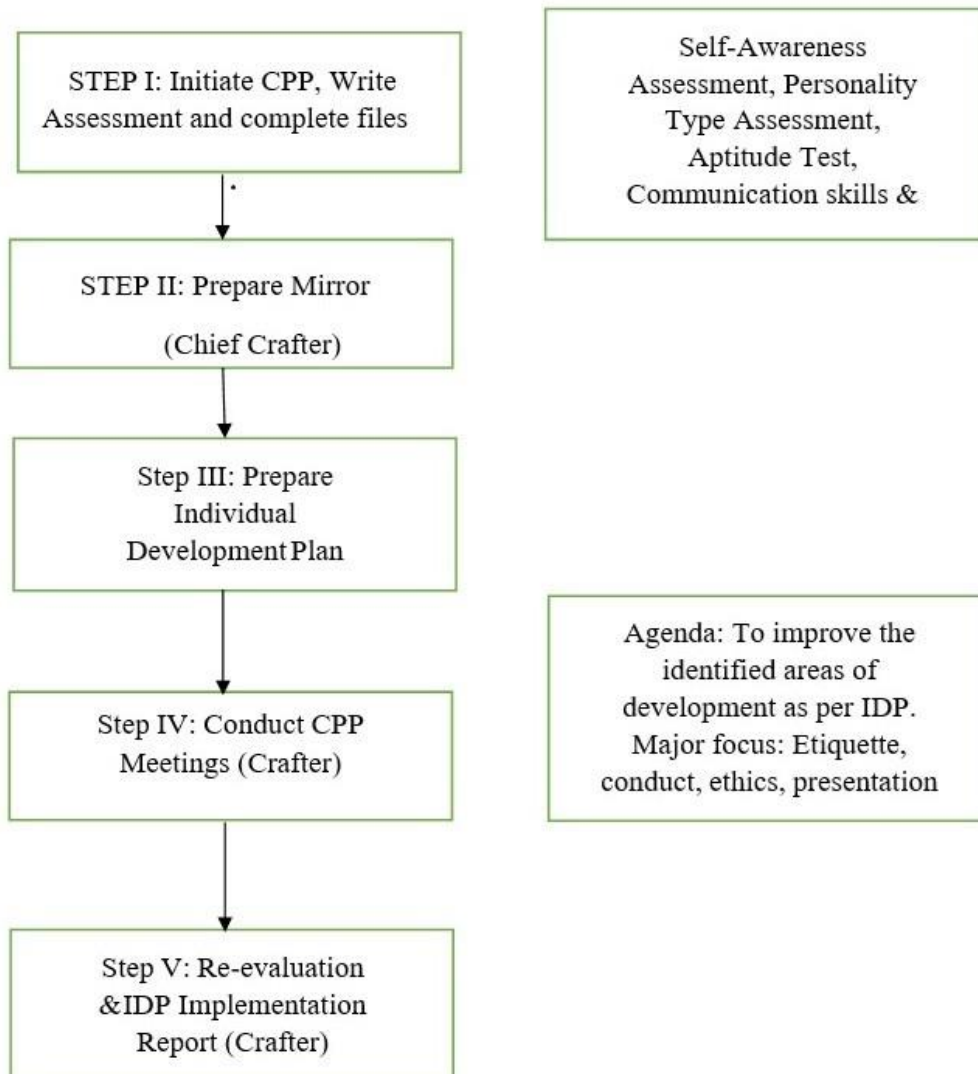 STEP I: Initiate CPP, Write
Assessment and complete files
Self-Awareness
Assessment, Personality
Type Assessment,
Aptitude Test,
Communication skills &
STEP II: Prepare Mirror
(Chief Crafter)
Step III: Prepare
Individual
Development Plan
Step IV: Conduct CPP
Meetings (Crafter)
Agenda: To improve the
identified areas of
development as per IDP.
Major focus: Etiquette,
conduct, ethics, presentation
Step V: Re-evaluation
&IDP Implementation
Report (Crafter)